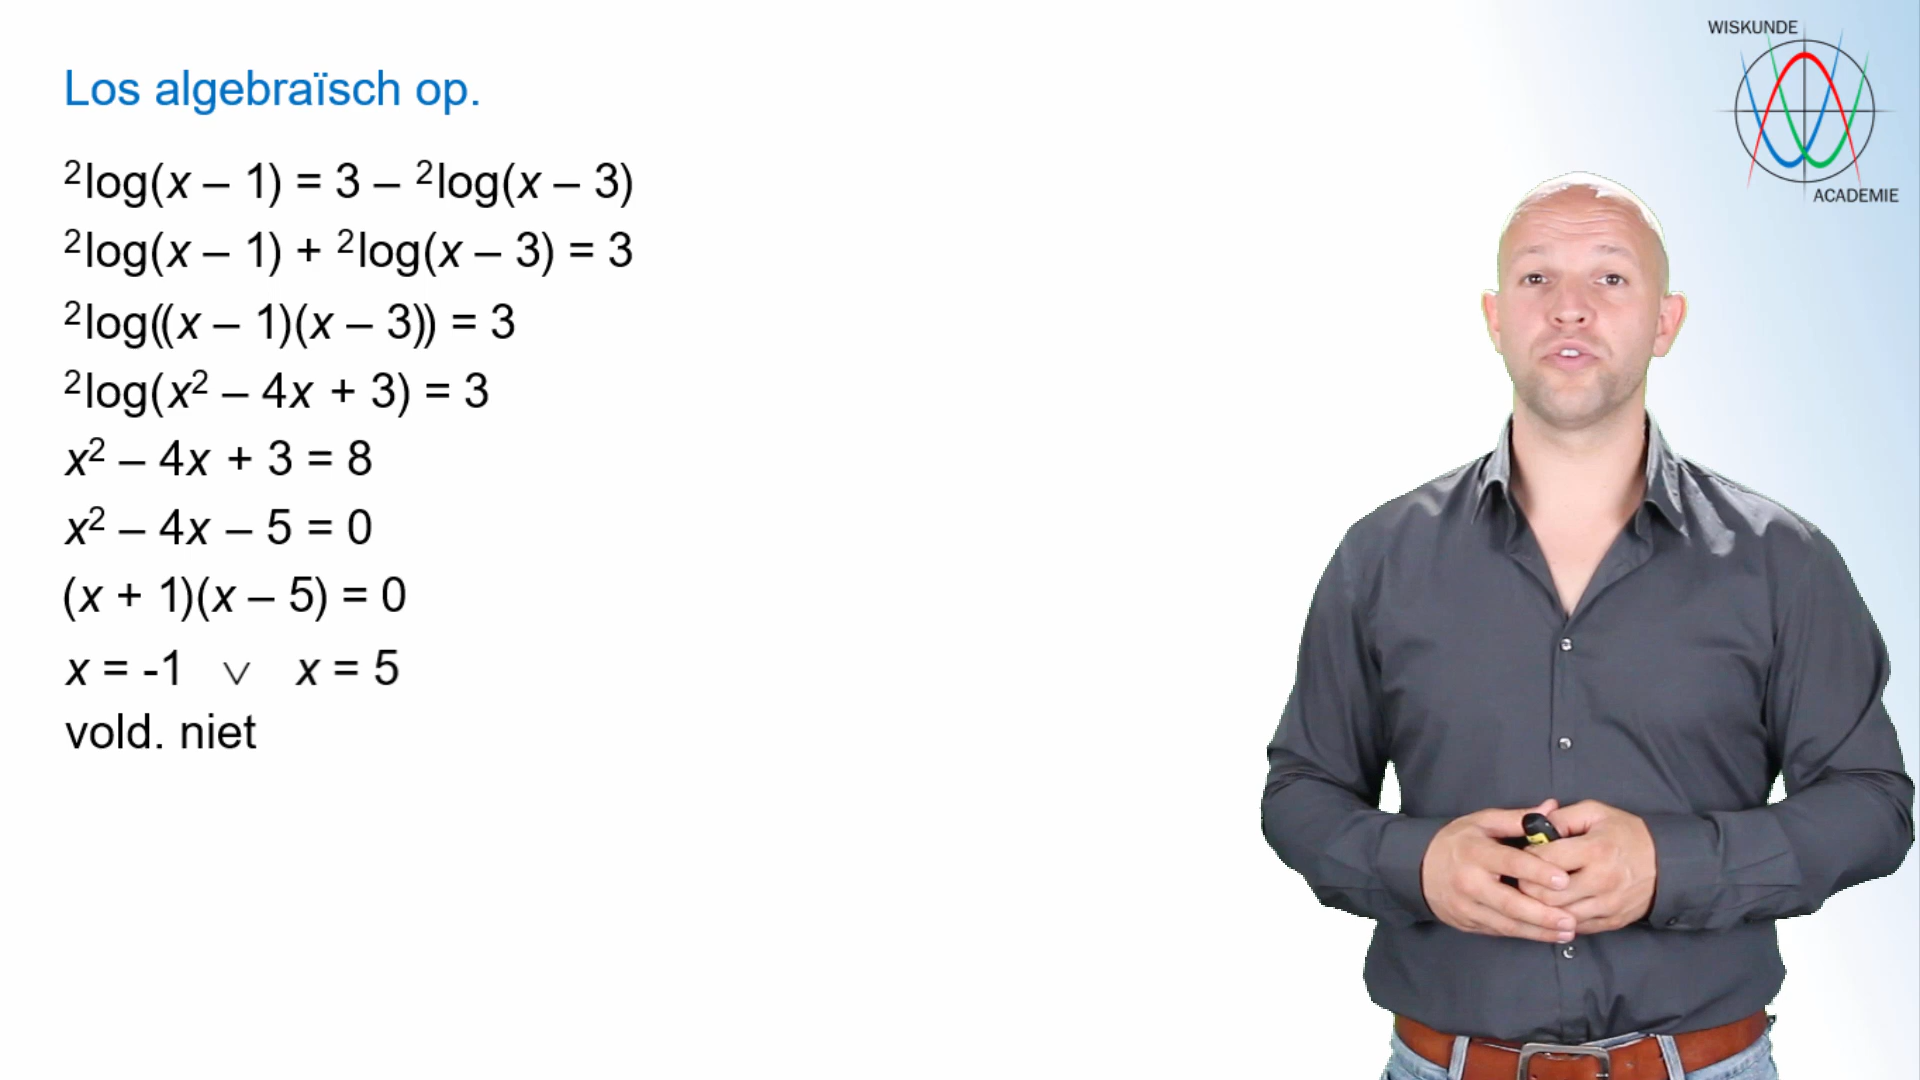 Los algebraïsch op.
²log(x – 1) = 3 – ²log(x – 3)
²log(x – 1) + ²log(x – 3) = 3
²log((x – 1)(x – 3)) = 3
²log(x² – 4x + 3) = 3
x² – 4x + 3 = 8
x² – 4x – 5 = 0
(x + 1)(x – 5) = 0
x = -1 ∨ x = 5
vold. niet
WISKUNDE
ACADEMIE